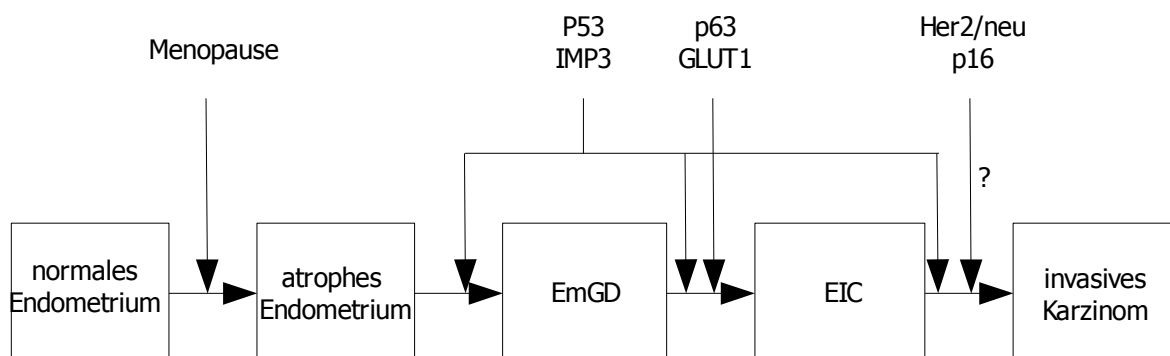 Menopause
P53
IMP3
p63
GLUT1
Her2/neu
p16
?
normales
Endometrium
atrophes
Endometrium
EmGD
EIC
invasives
Karzinom